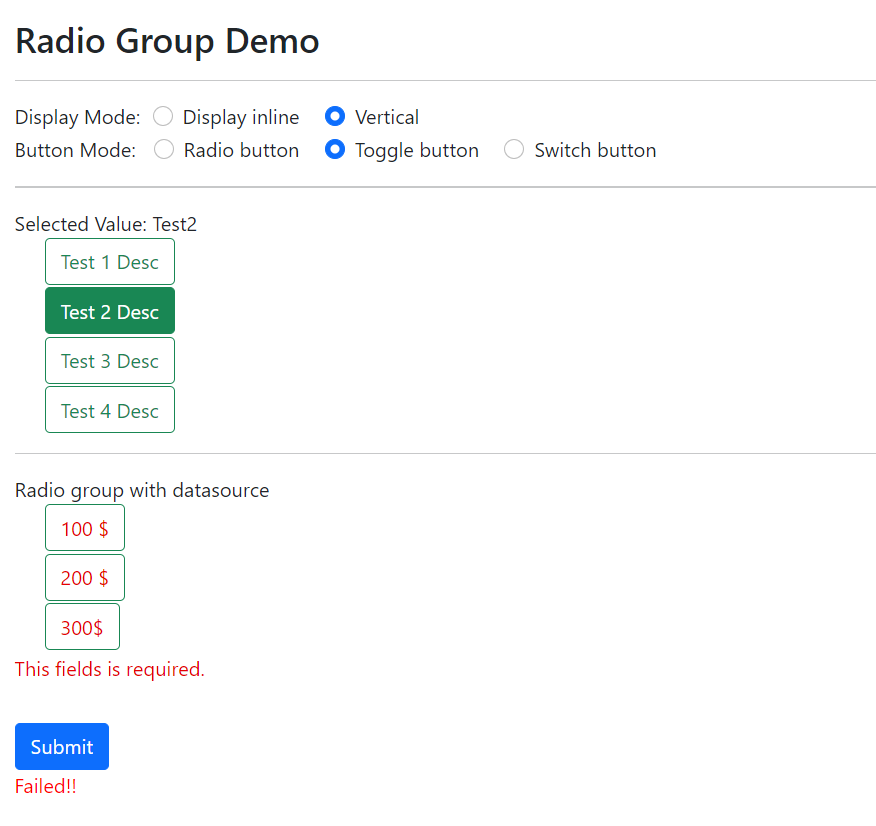 Radio Group Demo
Display Mode: Display inline Vertical
Button Mode: Radio button Toggle button Switch button
Selected Value: Test2
Test 1 Desc
Test 2 Desc
Test 3 Desc
Test 4 Desc
Radio group with datasource
100 $
200 $
300$
This fields is required.
Submit
Failed!!